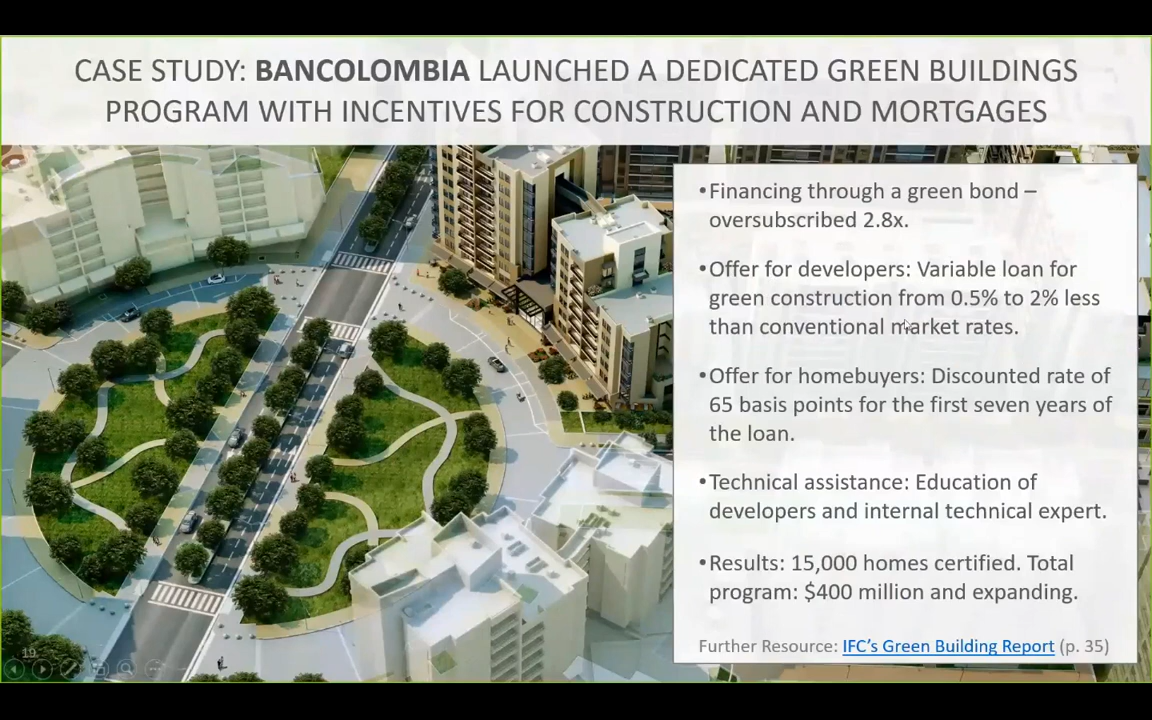 CASE STUDY: BANCOLOMBIA LAUNCHED A DEDICATED GREEN BUILDINGS
PROGRAM WITH INCENTIVES FOR CONSTRUCTION AND MORTGAGES
•Financing through a green bond –
oversubscribed 2.8x.
•Offer for developers: Variable loan for
green construction from 0.5% to 2% less
than conventional market rates.
•Offer for homebuyers: Discounted rate of
65 basis points for the first seven years of
the loan.
•Technical assistance: Education of
developers and internal technical expert.
•Results: 15,000 homes certified. Total
program: $400 million and expanding.
Further Resource: IFC's Green Building Report (p. 35)
19